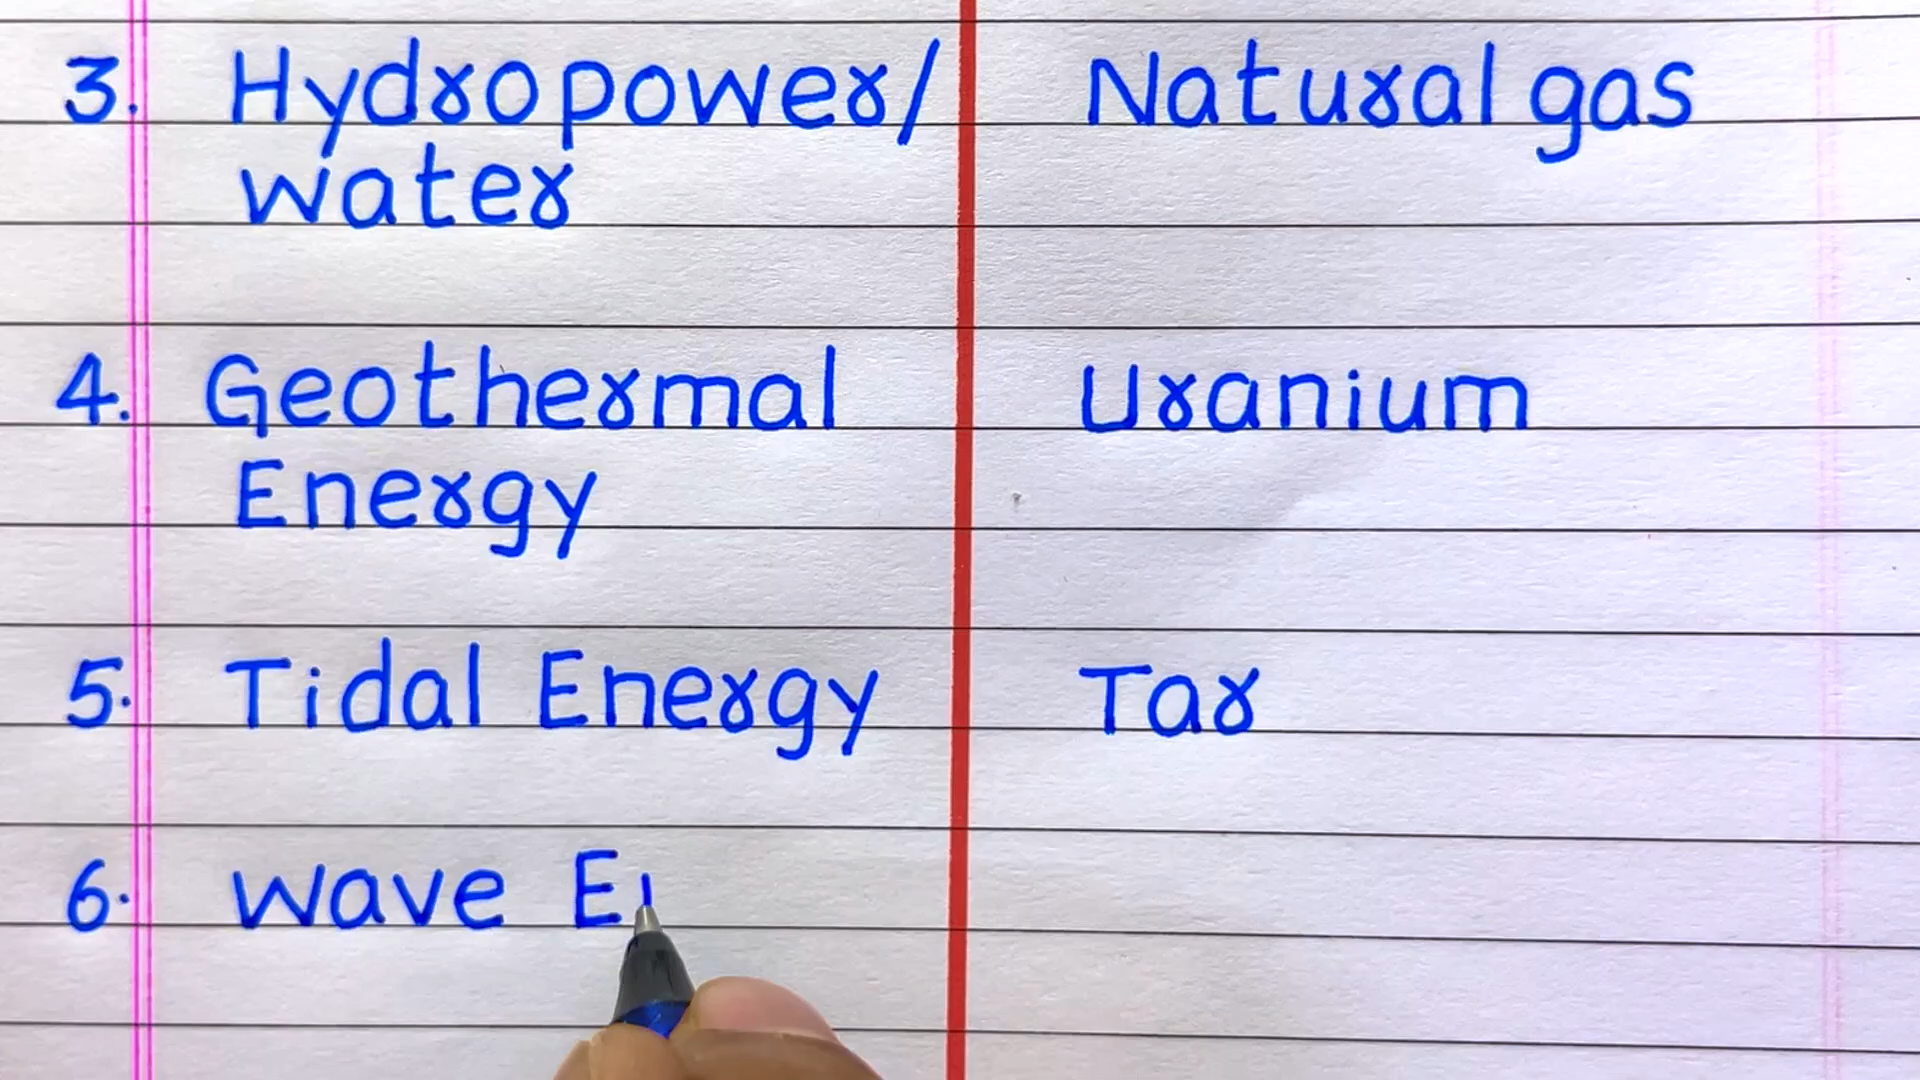 3. Hydropower/ Natural gas
water
4. Geothermal Uranium
Energy
5. Tidal Energy Tar
6. Wave E